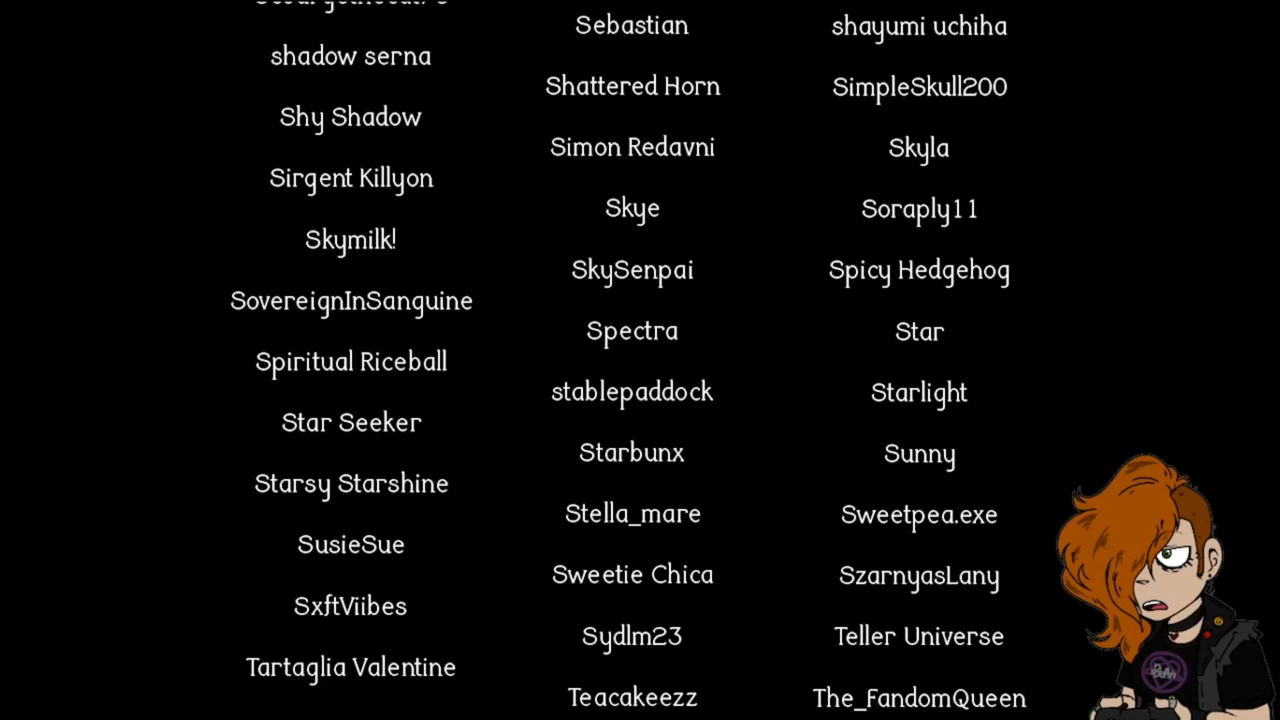 shadow serna
Shy Shadow
Sirgent Killyon
Skymilk!
SovereignInSanguine
Spiritual Riceball
Star Seeker
Starsy Starshine
SusieSue
SxftViibes
Tartaglia Valentine
Sebastian
Shattered Horn
Simon Redavni
Skye
SkySenpai
Spectra
stablepaddock
Starbunx
Stella_mare
Sweetie Chica
Sydlm23
Teacakeezz
shayumi uchiha
SimpleSkull200
Skyla
Soraply11
Spicy Hedgehog
Star
Starlight
Sunny
Sweetpea.exe
SzarnyasLany
Teller Universe
The_FandomQueen